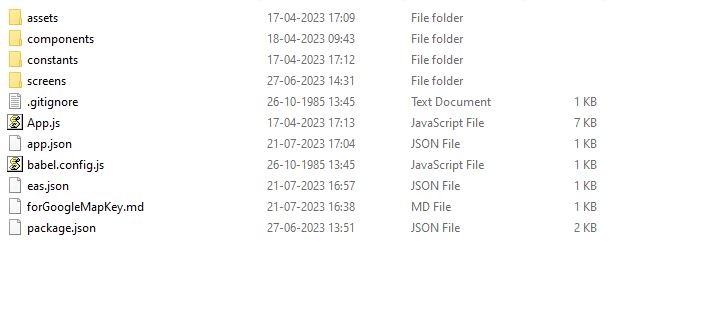 assets 17-04-2023 17:09 File folder
components 18-04-2023 09:43 File folder
constants 17-04-2023 17:12 File folder
screens 27-06-2023 14:31 File folder
.gitignore 26-10-1985 13:45 Text Document 1 KB
App.js 17-04-2023 17:13 JavaScript File 7 KB
app.json 21-07-2023 17:04 JSON File 1 KB
babel.config.js 26-10-1985 13:45 JavaScript File 1 KB
eas.json 21-07-2023 16:57 JSON File 1 KB
forGoogleMapKey.md 21-07-2023 16:38 MD File 1 KB
package.json 27-06-2023 13:51 JSON File 2 KB